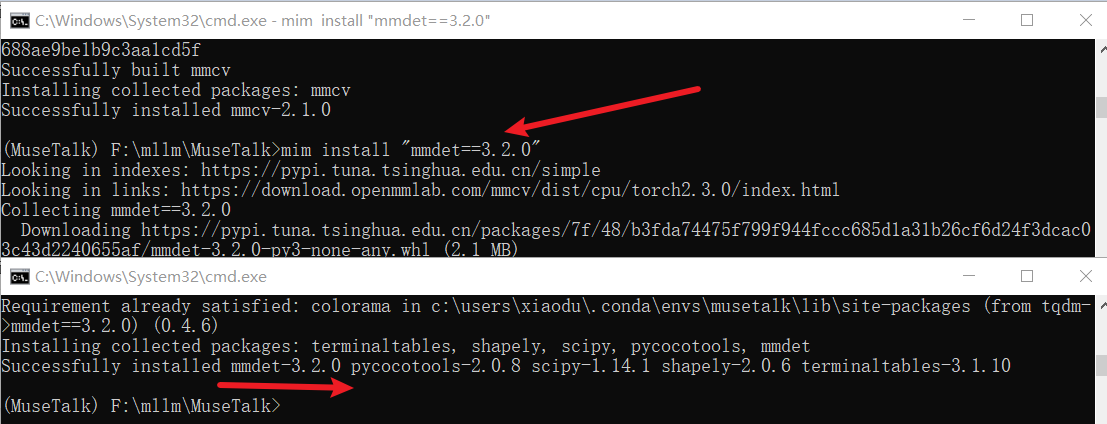 C:\Windows\System32\cmd.exe - mim  install "mmdet==3.2.0"
688ae9be1b9c3aa1cd5f
Successfully built mmcv
Installing collected packages: mmcv
Successfully installed mmcv-2.1.0
(MuseTalk) F:\mllm\MuseTalk>mim install "mmdet==3.2.0"
Looking in indexes: https://pypi.tuna.tsinghua.edu.cn/simple
Looking in links: https://download.openmmlab.com/mmcv/dist/cpu/torch2.3.0/index.html
Collecting mmdet==3.2.0
  Downloading https://pypi.tuna.tsinghua.edu.cn/packages/7f/48/b3fda74475f799f944fccc685d1a31b26cf6d24f3dcac0
3c43d2240655af/mmdet-3.2.0-py3-none-any.whl (2.1 MB)
C:\Windows\System32\cmd.exe
Requirement already satisfied: colorama in c:\users\xiaodu\.conda\envs\musetalk\lib\site-packages (from tqdm-
>mmdet==3.2.0) (0.4.6)
Installing collected packages: terminaltables, shapely, scipy, pycocotools, mmdet
Successfully installed mmdet-3.2.0 pycocotools-2.0.8 scipy-1.14.1 shapely-2.0.6 terminaltables-3.1.10
(MuseTalk) F:\mllm\MuseTalk>